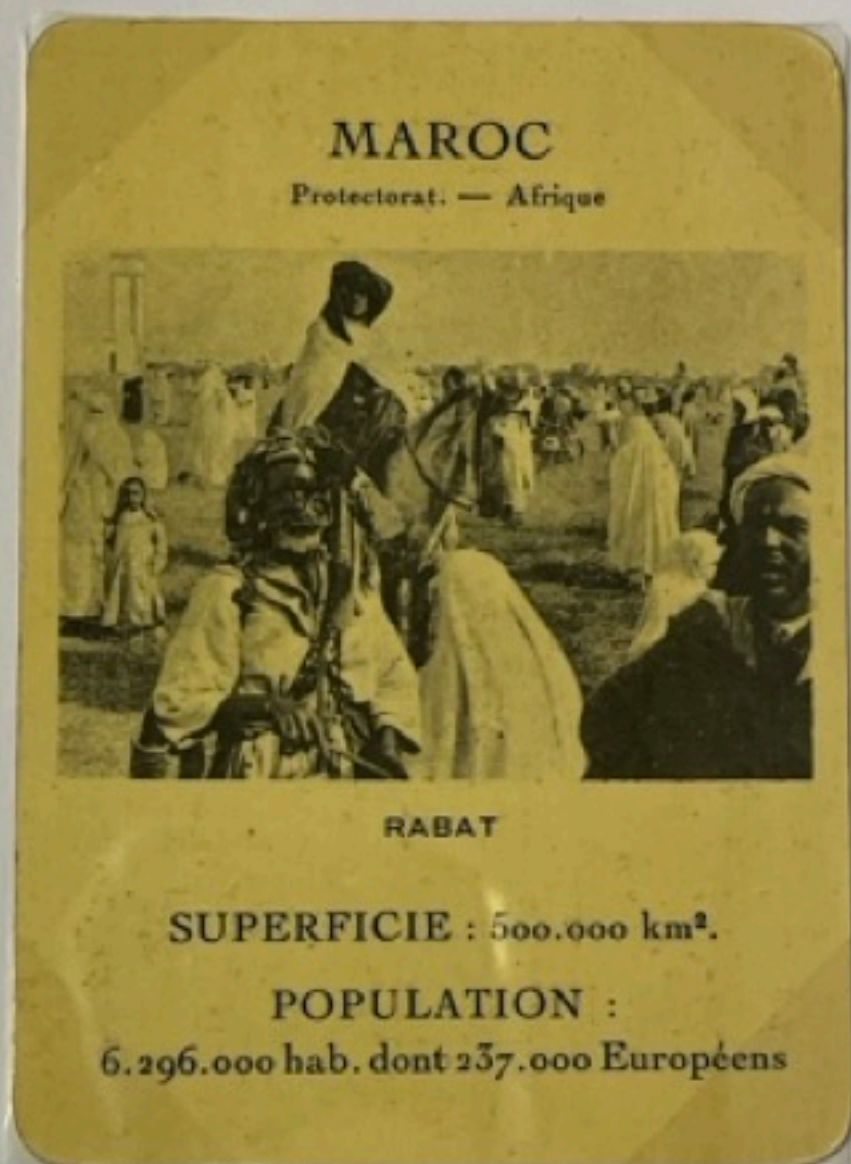 MAROC
Protectorat. — Afrique
RABAT
SUPERFICIE : 500.000 km².
POPULATION :
6.296.000 hab. dont 237.000 Européens